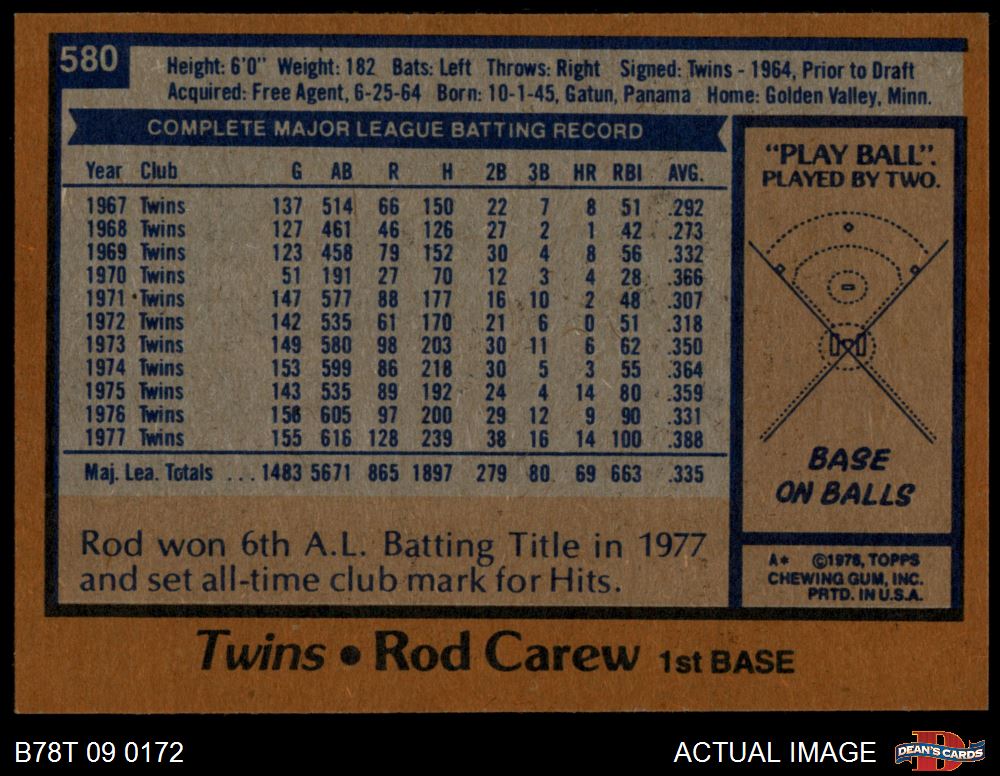 580
Height: 6'0" Weight: 182 Bats: Left Throws: Right Signed: Twins - 1964, Prior to Draft
Acquired: Free Agent, 6-25-64 Born: 10-1-45, Gatun, Panama Home: Golden Valley, Minn.
COMPLETE MAJOR LEAGUE BATTING RECORD
Year Club G AB R H 2B 3B HR RBI AVG.
1967 Twins 137 514 66 150 22 7 8 51 .292
1968 Twins 127 461 46 126 27 2 1 42 .273
1969 Twins 123 458 79 152 30 4 8 56 .332
1970 Twins 51 191 27 70 12 3 4 28 .366
1971 Twins 147 577 88 177 16 10 2 48 .307
1972 Twins 142 535 61 170 21 6 0 51 .318
1973 Twins 149 580 98 203 30 11 6 62 .350
1974 Twins 153 599 86 218 30 5 3 55 .364
1975 Twins 143 535 89 192 24 4 14 80 .359
1976 Twins 156 605 97 200 29 12 9 90 .331
1977 Twins 155 616 128 239 38 16 14 100 .388
Maj. Lea. Totals ... 1483 5671 865 1897 279 80 69 663 .335
Rod won 6th A.L. Batting Title in 1977
and set all-time club mark for Hits.
"PLAY BALL".
PLAYED BY TWO.
BASE
ON BALLS
A* ©1978, TOPPS
CHEWING GUM, INC.
PRTD. IN U.S.A.
Twins • Rod Carew 1st BASE
B78T 09 0172
ACTUAL IMAGE
DEAN'S CARDS